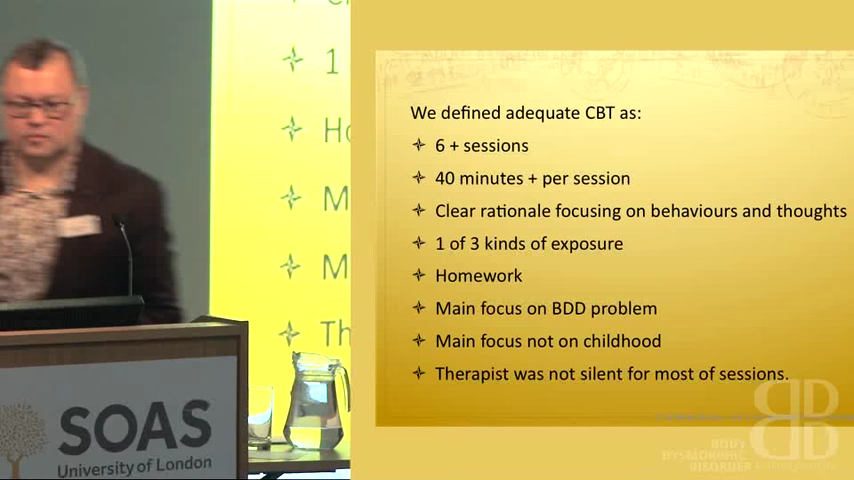 We defined adequate CBT as:
6 + sessions
40 minutes + per session
Clear rationale focusing on behaviours and thoughts
1 of 3 kinds of exposure
Homework
Main focus on BDD problem
Main focus not on childhood
Therapist was not silent for most of sessions.
1
Ho
M
M
Th
SOAS
University of London
BODY
DYSMORPHIC
DISORDER